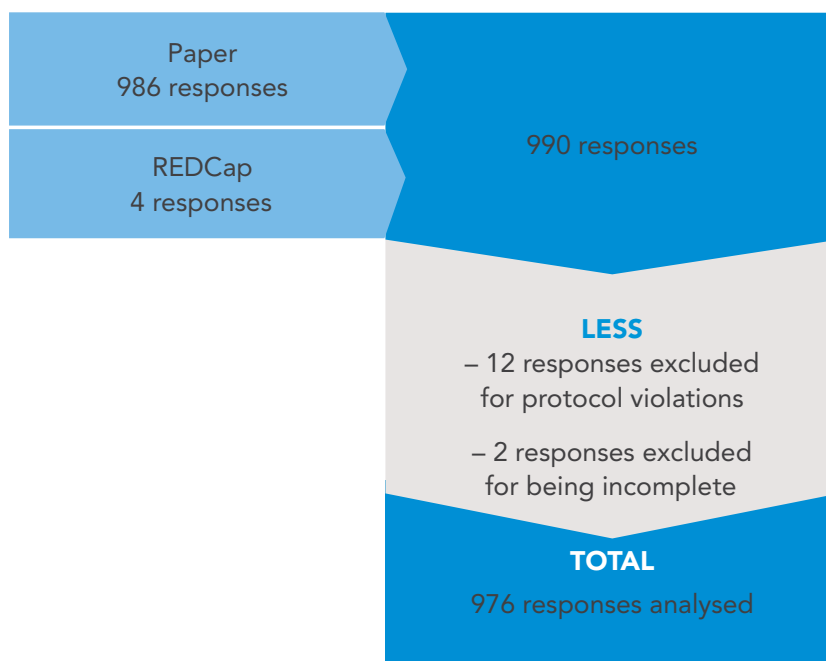 Paper
986 responses
REDCap
4 responses
990 responses
LESS
– 12 responses excluded
for protocol violations
– 2 responses excluded
for being incomplete
TOTAL
976 responses analysed